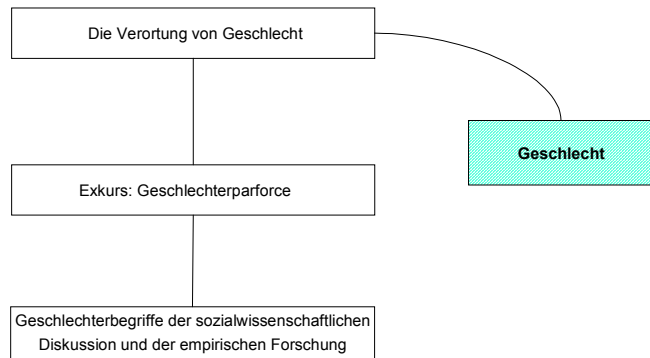 Die Verortung von Geschlecht
Geschlecht
Exkurs: Geschlechterparforce
Geschlechterbegriffe der sozialwissenschaftlichen
Diskussion und der empirischen Forschung